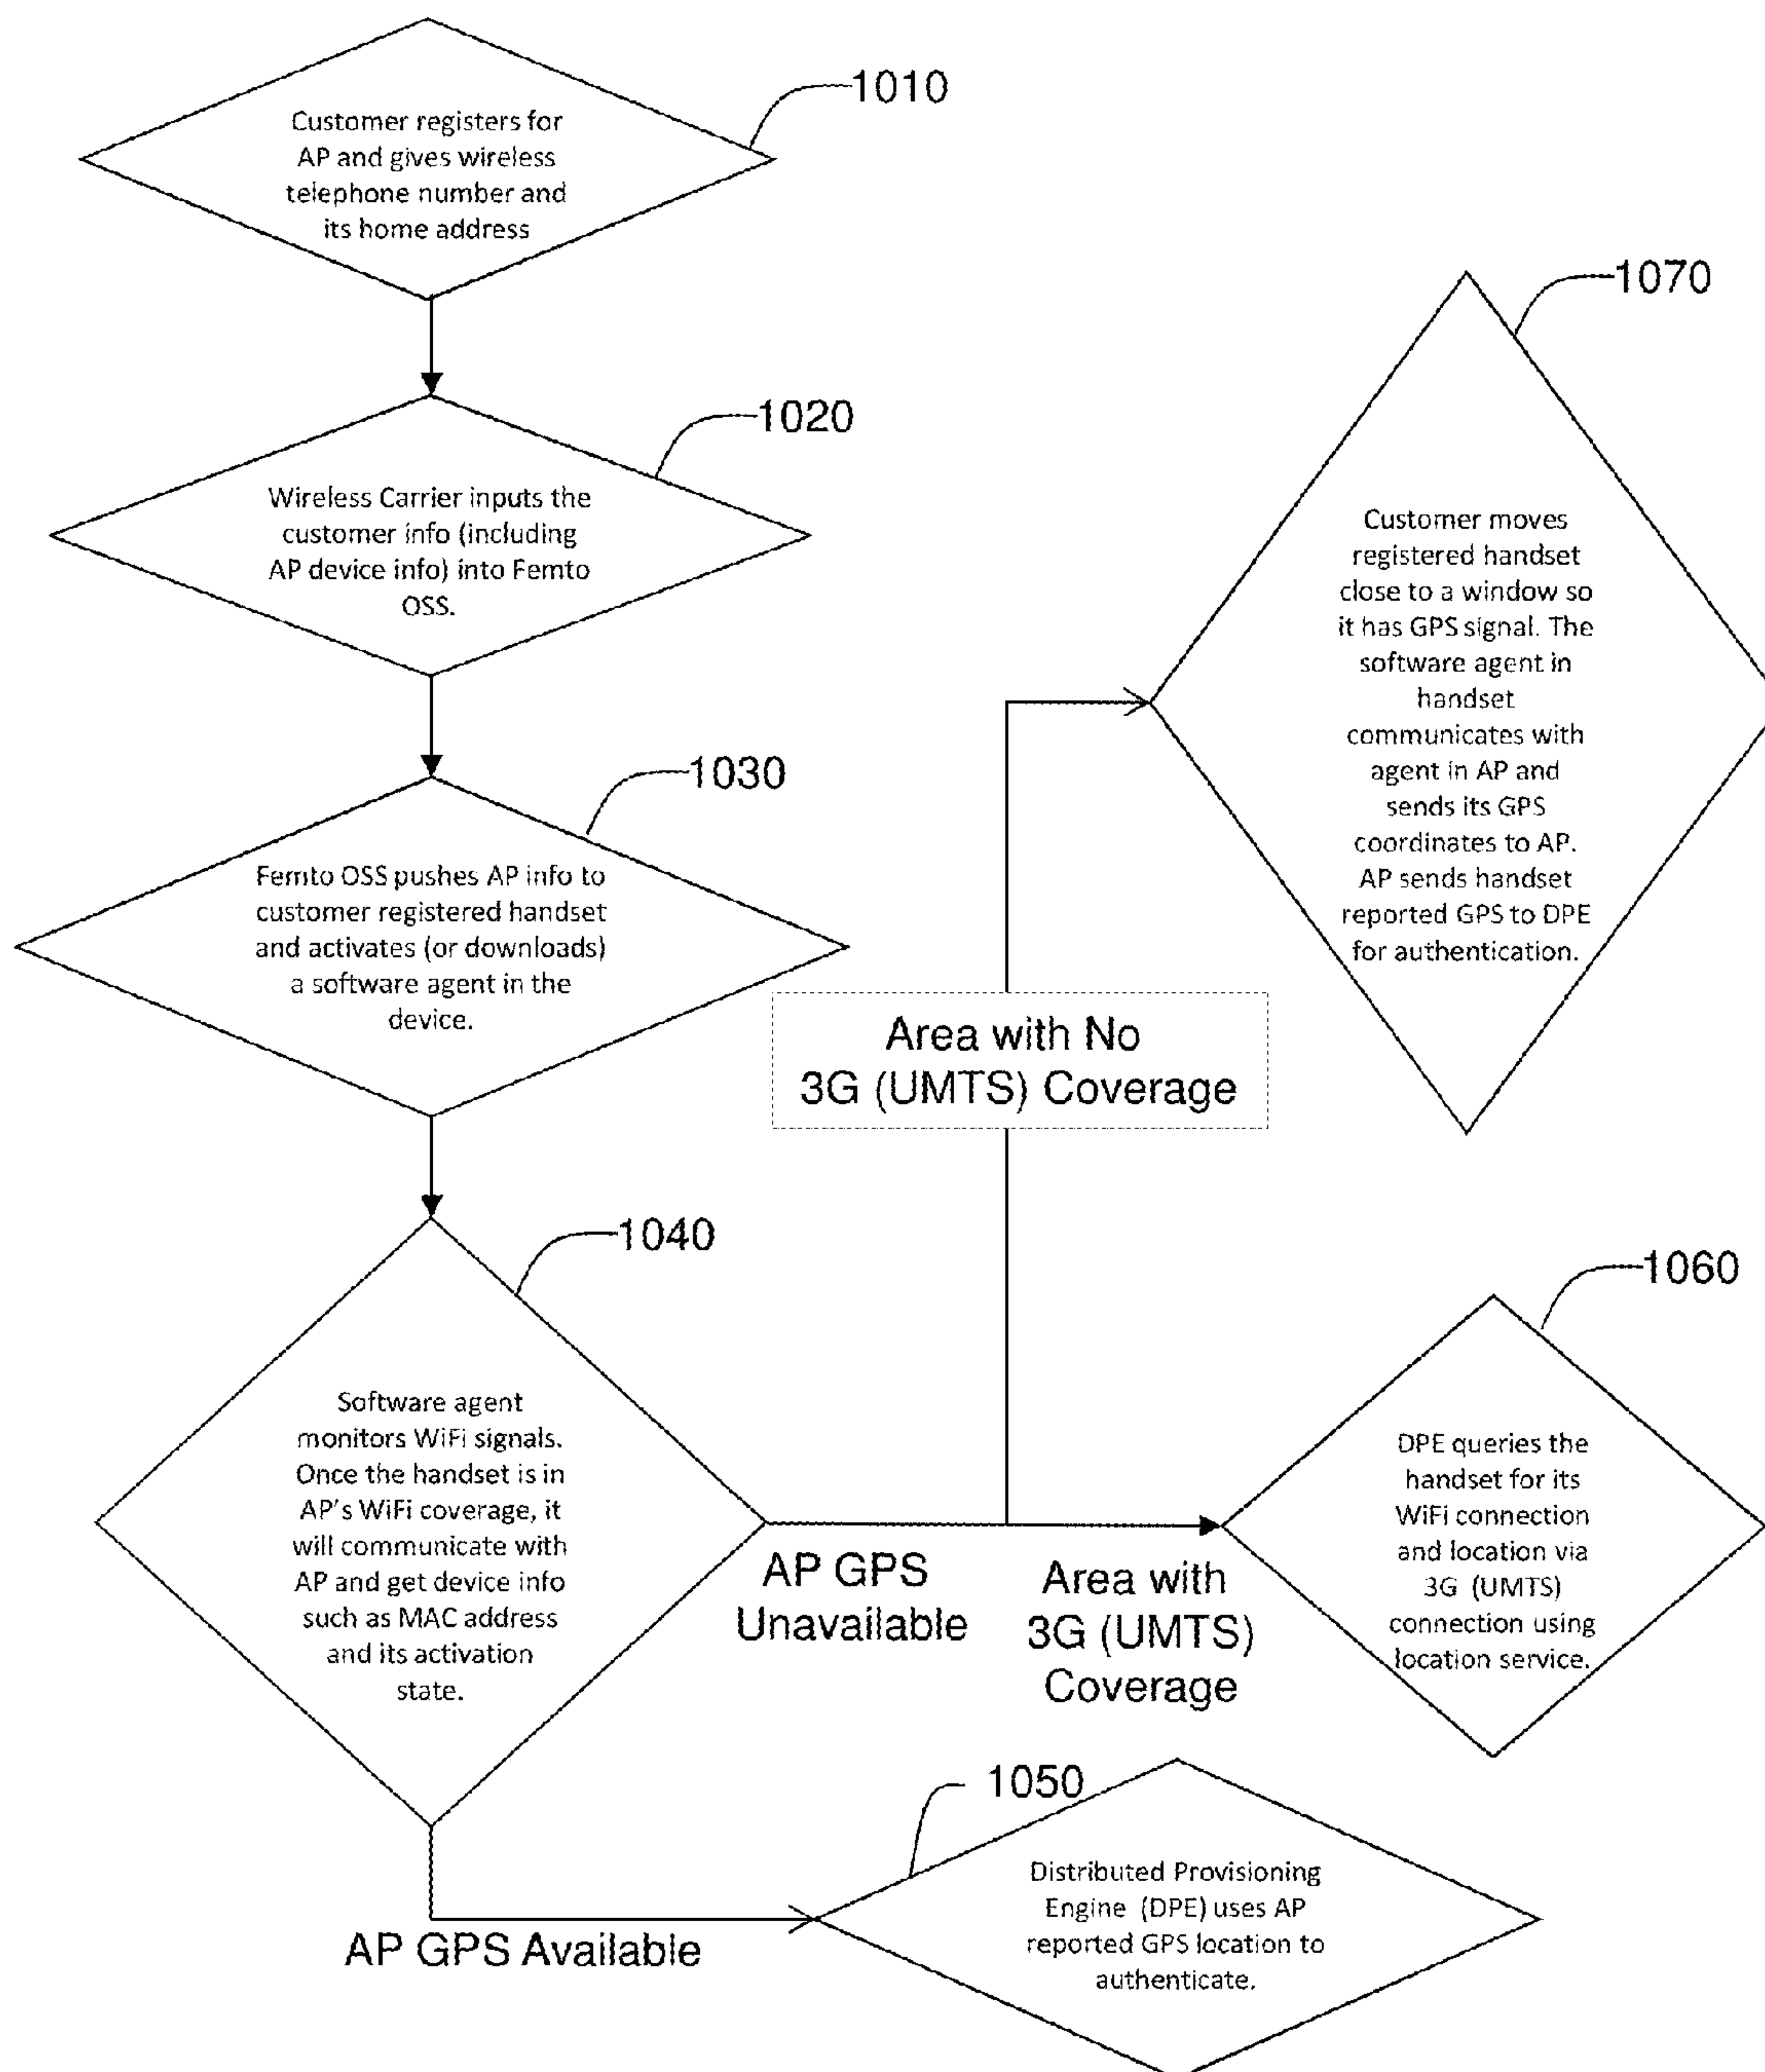 1010
Customer registers for
AP and gives wireless
telephone number and
its home address
1020
Wireless Carrier inputs the
customer info (including
AP device info) into Femto
OSS.
1030
Femto OSS pushes AP info to
customer registered handset
and activates (or downloads)
a software agent in the
device.
1040
Software agent
monitors WiFi signals.
Once the handset is in
AP's WiFi coverage, it
will communicate with
AP and get device info
such as MAC address
and its activation
state.
AP GPS
Unavailable
Area with No
3G (UMTS) Coverage
1070
Customer moves
registered handset
close to a window so
it has GPS signal. The
software agent in
handset
communicates with
agent in AP and
sends its GPS
coordinates to AP.
AP sends handset
reported GPS to DPE
for authentication.
Area with
3G (UMTS)
Coverage
1060
DPE queries the
handset for its
WiFi connection
and location via
3G (UMTS)
connection using
location service.
AP GPS Available
1050
Distributed Provisioning
Engine (DPE) uses AP
reported GPS location to
authenticate.